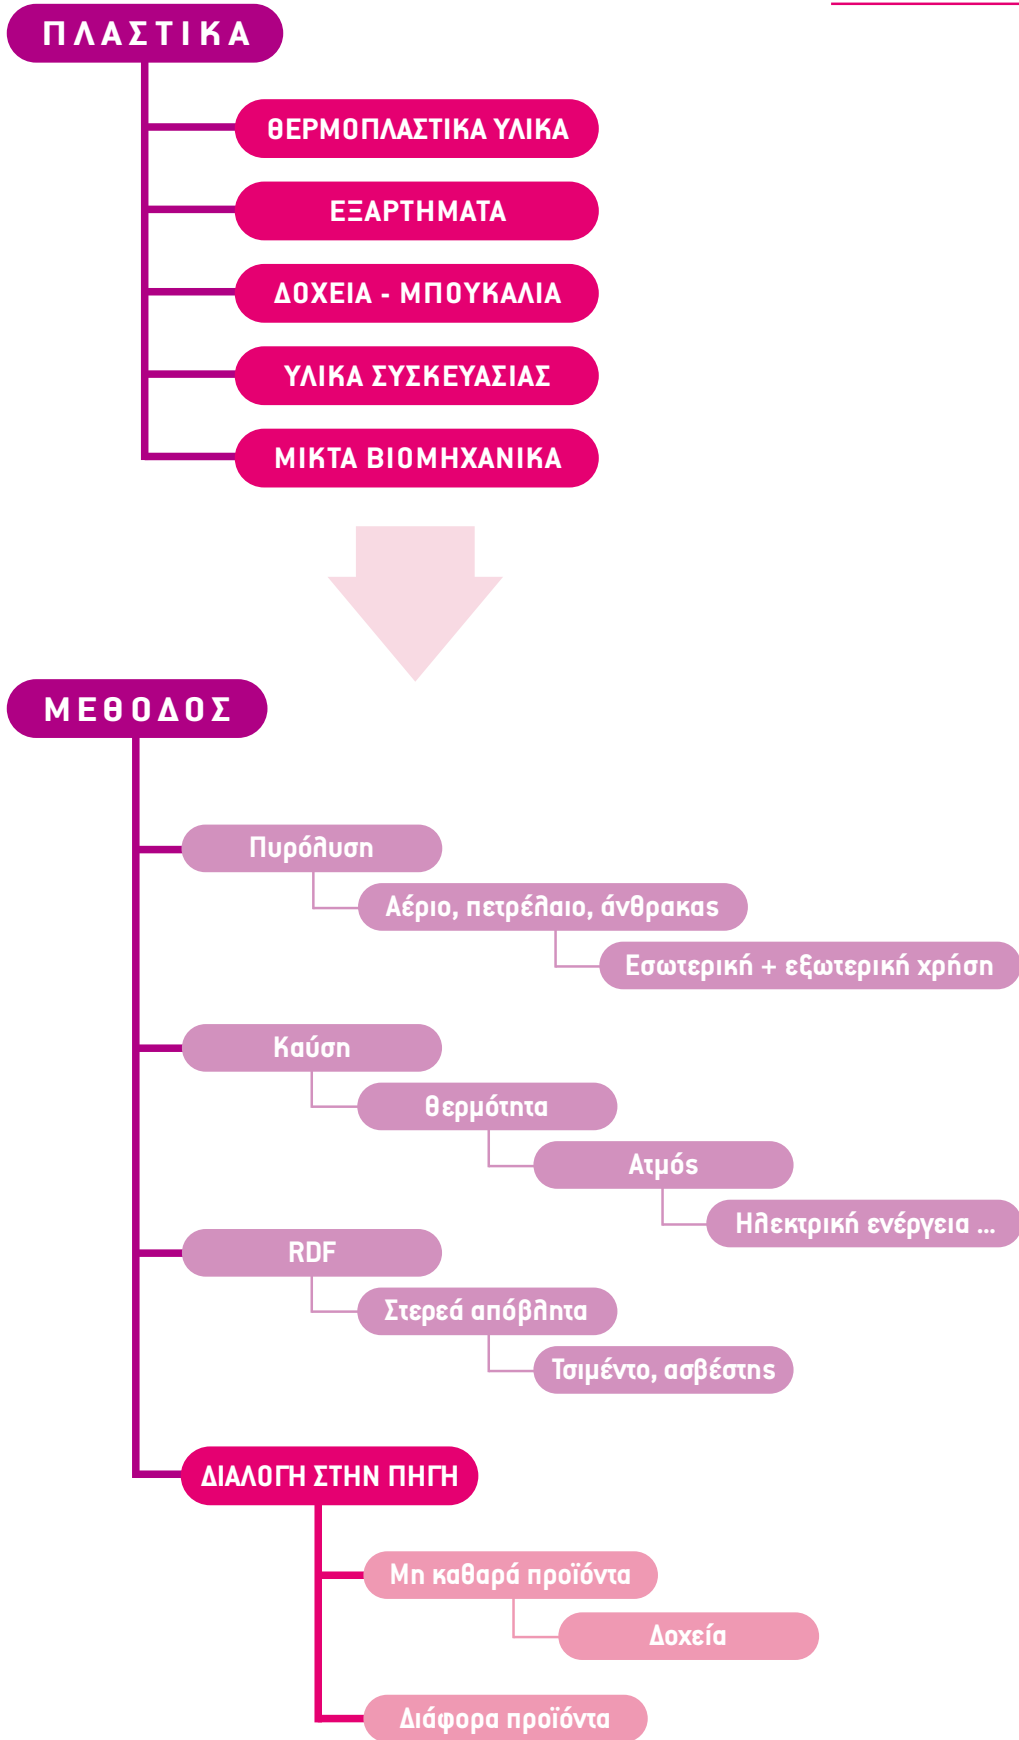 ΠΛΑΣΤΙΚΑ
ΘΕΡΜΟΠΛΑΣΤΙΚΑ ΥΛΙΚΑ
ΕΞΑΡΤΗΜΑΤΑ
ΔΟΧΕΙΑ - ΜΠΟΥΚΑΛΙΑ
ΥΛΙΚΑ ΣΥΣΚΕΥΑΣΙΑΣ
ΜΙΚΤΑ ΒΙΟΜΗΧΑΝΙΚΑ
ΜΕΘΟΔΟΣ
Πυρόλυση
Αέριο, πετρέλαιο, άνθρακας
Εσωτερική + εξωτερική χρήση
Καύση
Θερμότητα
Ατμός
Ηλεκτρική ενέργεια ...
RDF
Στερεά απόβλητα
Τσιμέντο, ασβέστης
ΔΙΑΛΟΓΗ ΣΤΗΝ ΠΗΓΗ
Μη καθαρά προϊόντα
Δοχεία
Διάφορα προϊόντα